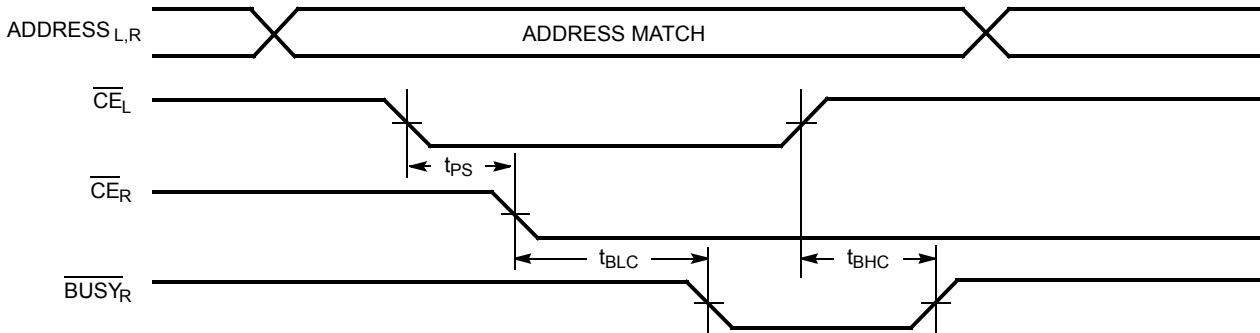 ADDRESS L,R
ADDRESS MATCH
CEL
tPS
CER
tBLC
tBHC
BUSYR